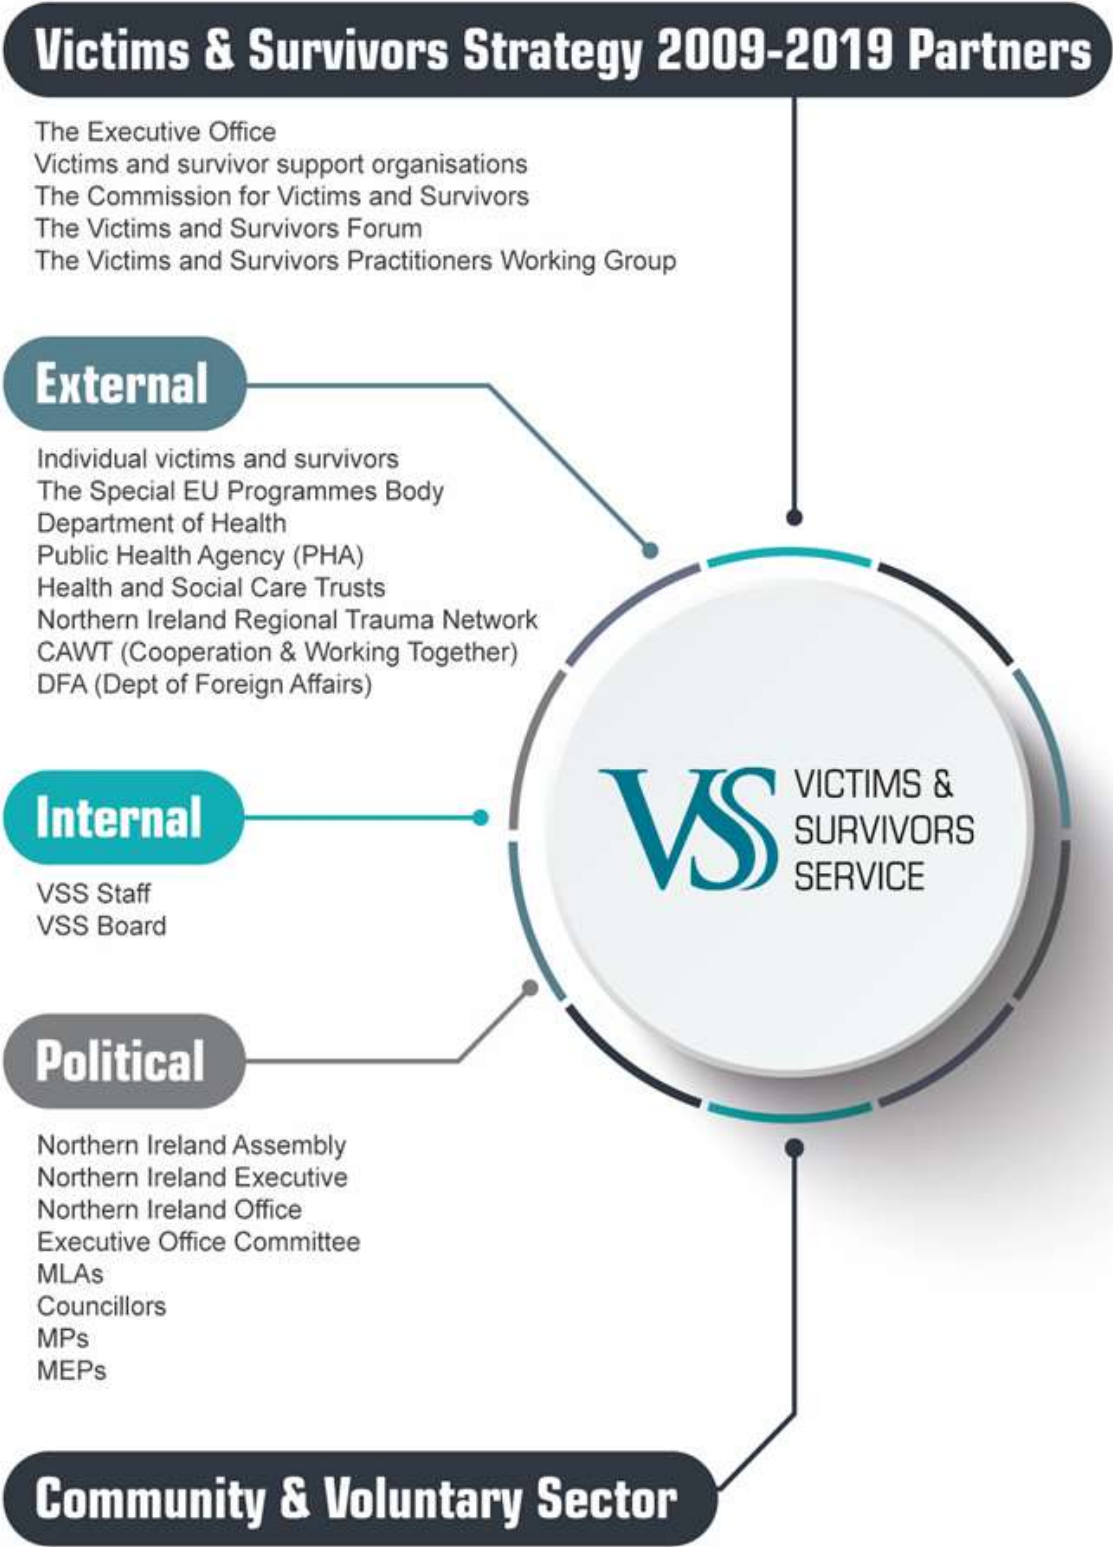 Victims & Survivors Strategy 2009-2019 Partners
The Executive Office
Victims and survivor support organisations
The Commission for Victims and Survivors
The Victims and Survivors Forum
The Victims and Survivors Practitioners Working Group
External
Individual victims and survivors
The Special EU Programmes Body
Department of Health
Public Health Agency (PHA)
Health and Social Care Trusts
Northern Ireland Regional Trauma Network
CAWT (Cooperation & Working Together)
DFA (Dept of Foreign Affairs)
Internal
VSS Staff
VSS Board
VSS
VICTIMS &
SURVIVORS
SERVICE
Political
Northern Ireland Assembly
Northern Ireland Executive
Northern Ireland Office
Executive Office Committee
MLAs
Councillors
MPs
MEPs
Community & Voluntary Sector